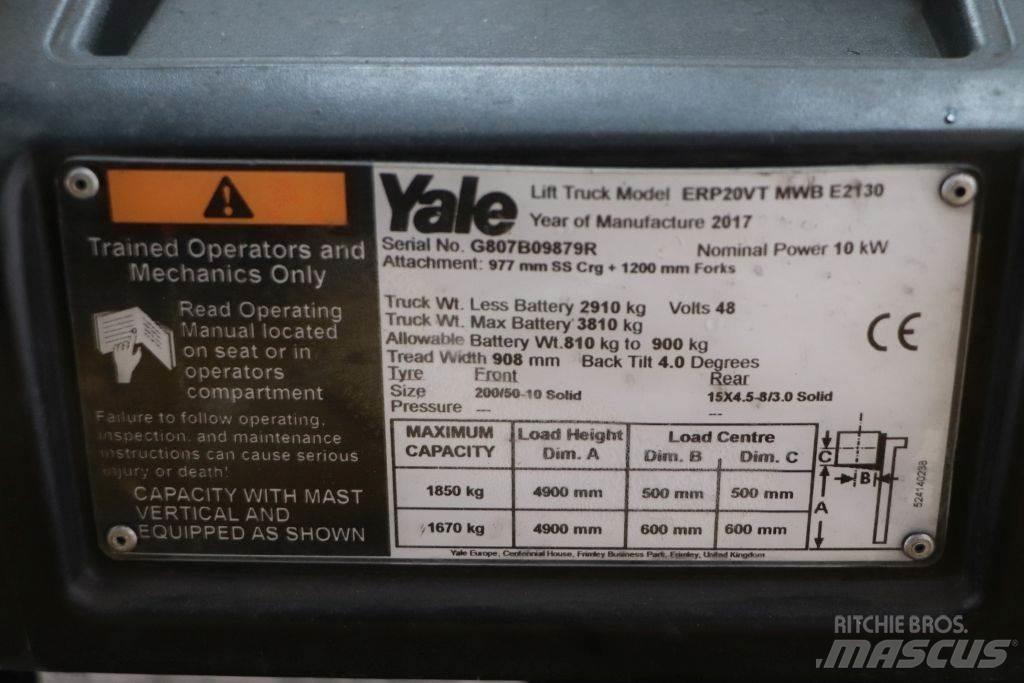 Trained Operators and
Mechanics Only
Read Operating
Manual located
on seat or in
operators
compartment
Failure to follow operating,
inspection, and maintenance
instructions can cause serious
injury or death!
CAPACITY WITH MAST
VERTICAL AND
EQUIPPED AS SHOWN
Yale
Lift Truck Model ERP20VT MWB E2130
Year of Manufacture 2017
Serial No. G807B09879R Nominal Power 10 kW
Attachment: 977 mm SS Crg + 1200 mm Forks
Truck Wt. Less Battery 2910 kg Volts 48
Truck Wt. Max Battery 3810 kg
Allowable Battery Wt. 810 kg to 900 kg
Tread Width 908 mm Back Tilt 4.0 Degrees
Tyre Front Rear
Size 200/50-10 Solid 15X4.5-8/3.0 Solid
Pressure --- ---
CE
MAXIMUM CAPACITY Load Height Dim. A Load Centre Dim. B Dim. C
1850 kg 4900 mm 500 mm 500 mm
1670 kg 4900 mm 600 mm 600 mm
C
B
A
524140238
Yale Europe, Centennial House, Frimley Business Park, Frimley, United Kingdom
RITCHIE BROS.
MASCUS